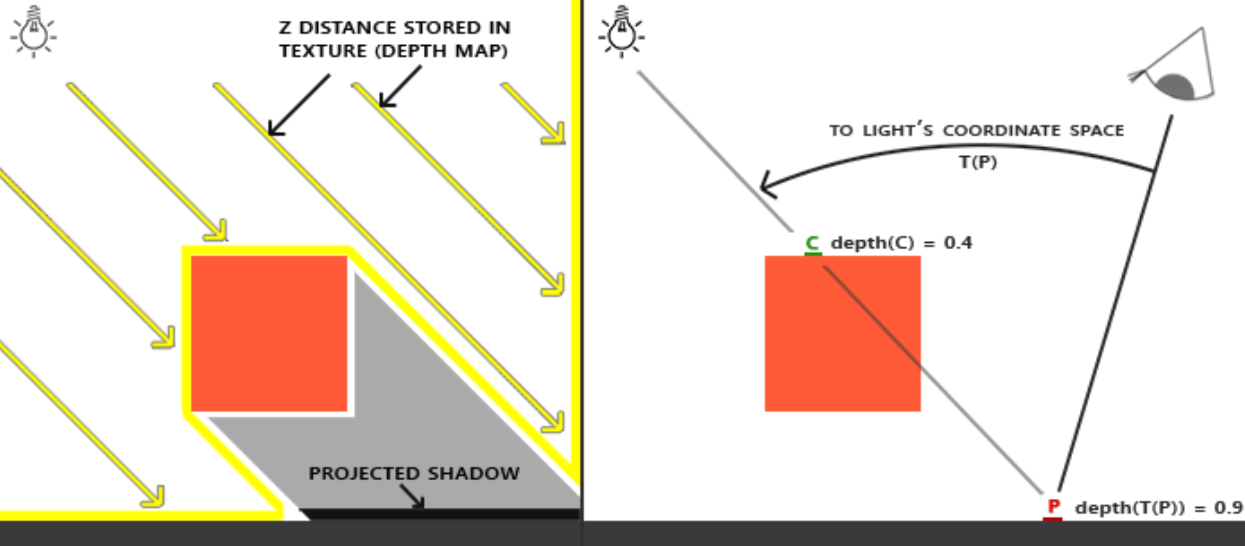 Z DISTANCE STORED IN
TEXTURE (DEPTH MAP)
PROJECTED SHADOW
TO LIGHT'S COORDINATE SPACE
T(P)
C depth(C) = 0.4
P depth(T(P)) = 0.9